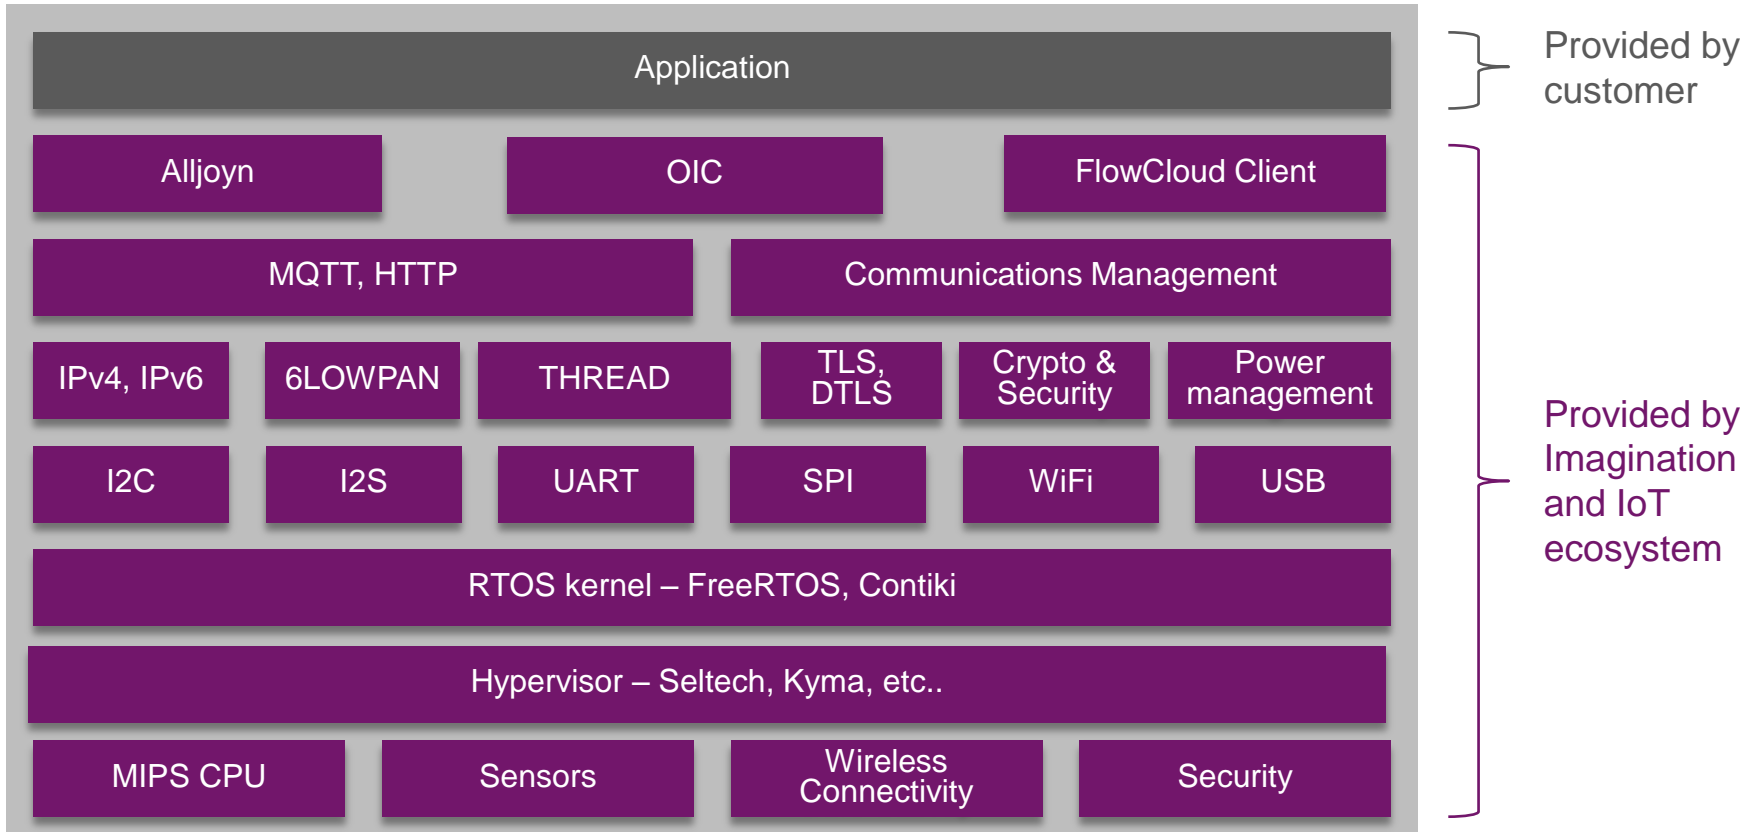 Application
Provided by
customer
Alljoyn
OIC
FlowCloud Client
MQTT, HTTP
Communications Management
IPv4, IPv6
6LOWPAN
THREAD
TLS,
DTLS
Crypto &
Security
Power
management
I2C
I2S
UART
SPI
WiFi
USB
Provided by
Imagination
and IoT
ecosystem
RTOS kernel – FreeRTOS, Contiki
Hypervisor – Seltech, Kyma, etc..
MIPS CPU
Sensors
Wireless
Connectivity
Security